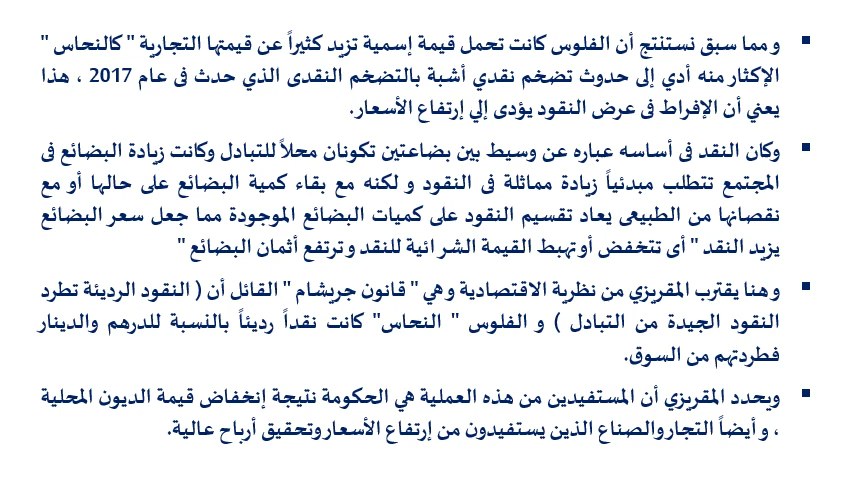 ▪ ومما سبق نستنتج أن الفلوس كانت تحمل قيمة إسمية تزيد كثيراً عن قيمتها التجارية " كالنحاس "
الإكثار منه أدي إلى حدوث تضخم نقدي أشبة بالتضخم النقدى الذي حدث فى عام 2017 ، هذا
يعني أن الإفراط فى عرض النقود يؤدى إلي إرتفاع الأسعار.
▪ وكان النقد فى أساسه عباره عن وسيط بين بضاعتين تكونان محلاً للتبادل وكانت زيادة البضائع فى
المجتمع تتطلب مبدئياً زيادة مماثلة فى النقود و لكنه مع بقاء كمية البضائع على حالها أو مع
نقصانها من الطبيعى يعاد تقسيم النقود على كميات البضائع الموجودة مما جعل سعر البضائع
يزيد النقد " أى تتخفض أوتهبط القيمة الشرائية للنقد وترتفع أثمان البضائع "
▪ وهنا يقترب المقريزي من نظرية الاقتصادية وهي " قانون جريشام " القائل أن ( النقود الرديئة تطرد
النقود الجيدة من التبادل ) و الفلوس " النحاس" كانت نقداً رديئاً بالنسبة للدرهم والدينار
فطردتهم من السوق.
▪ ويحدد المقريزي أن المستفيدين من هذه العملية هي الحكومة نتيجة إنخفاض قيمة الديون المحلية
، وأيضاً التجار والصناع الذين يستفيدون من إرتفاع الأسعار وتحقيق أرباح عالية.